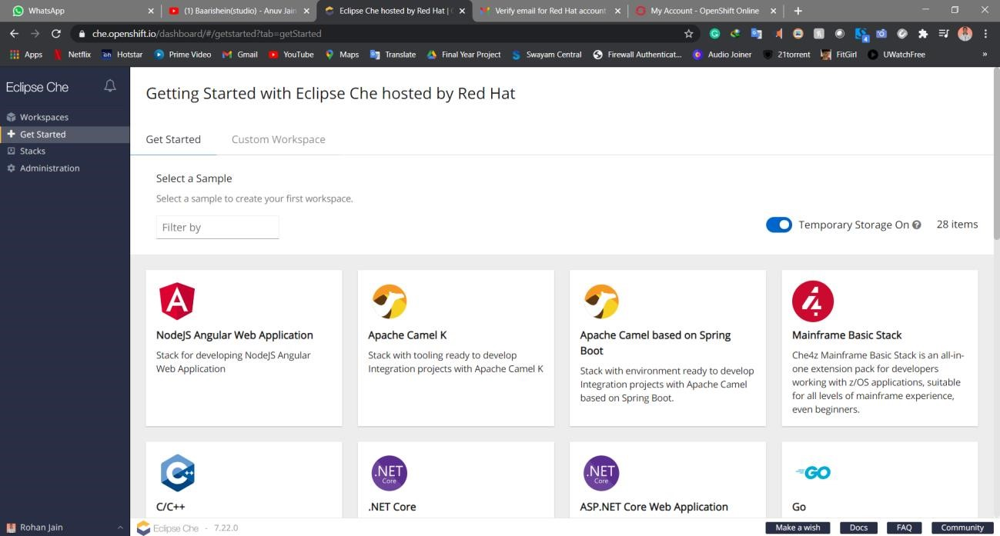 WhatsApp
(1) Baarishein(studio) - Anuv Jain
Eclipse Che hosted by Red Hat |
Verify email for Red Hat account
My Account - OpenShift Online
che.openshift.io/dashboard/#/getstarted?tab=getStarted
Apps
Netflix
Hotstar
Prime Video
Gmail
YouTube
Maps
Translate
Final Year Project
Swayam Central
Firewall Authenticat...
Audio Joiner
21torrent
FitGirl
UWatchFree
»
Eclipse Che
Workspaces
Get Started
Stacks
Administration
Getting Started with Eclipse Che hosted by Red Hat
Get Started
Custom Workspace
Select a Sample
Select a sample to create your first workspace.
Filter by
Temporary Storage On
28 items
NodeJS Angular Web Application
Stack for developing NodeJS Angular
Web Application
Apache Camel K
Stack with tooling ready to develop
Integration projects with Apache Camel K
Apache Camel based on Spring
Boot
Stack with environment ready to develop
Integration projects with Apache Camel
based on Spring Boot.
Mainframe Basic Stack
Che4z Mainframe Basic Stack is an all-in-
one extension pack for developers
working with z/OS applications, suitable
for all levels of mainframe experience,
even beginners.
C/C++
.NET
Core
.NET Core
.NET
Core
ASP.NET Core Web Application
GO
Go
Rohan Jain
Eclipse Che - 7.22.0
Make a wish
Docs
FAQ
Community